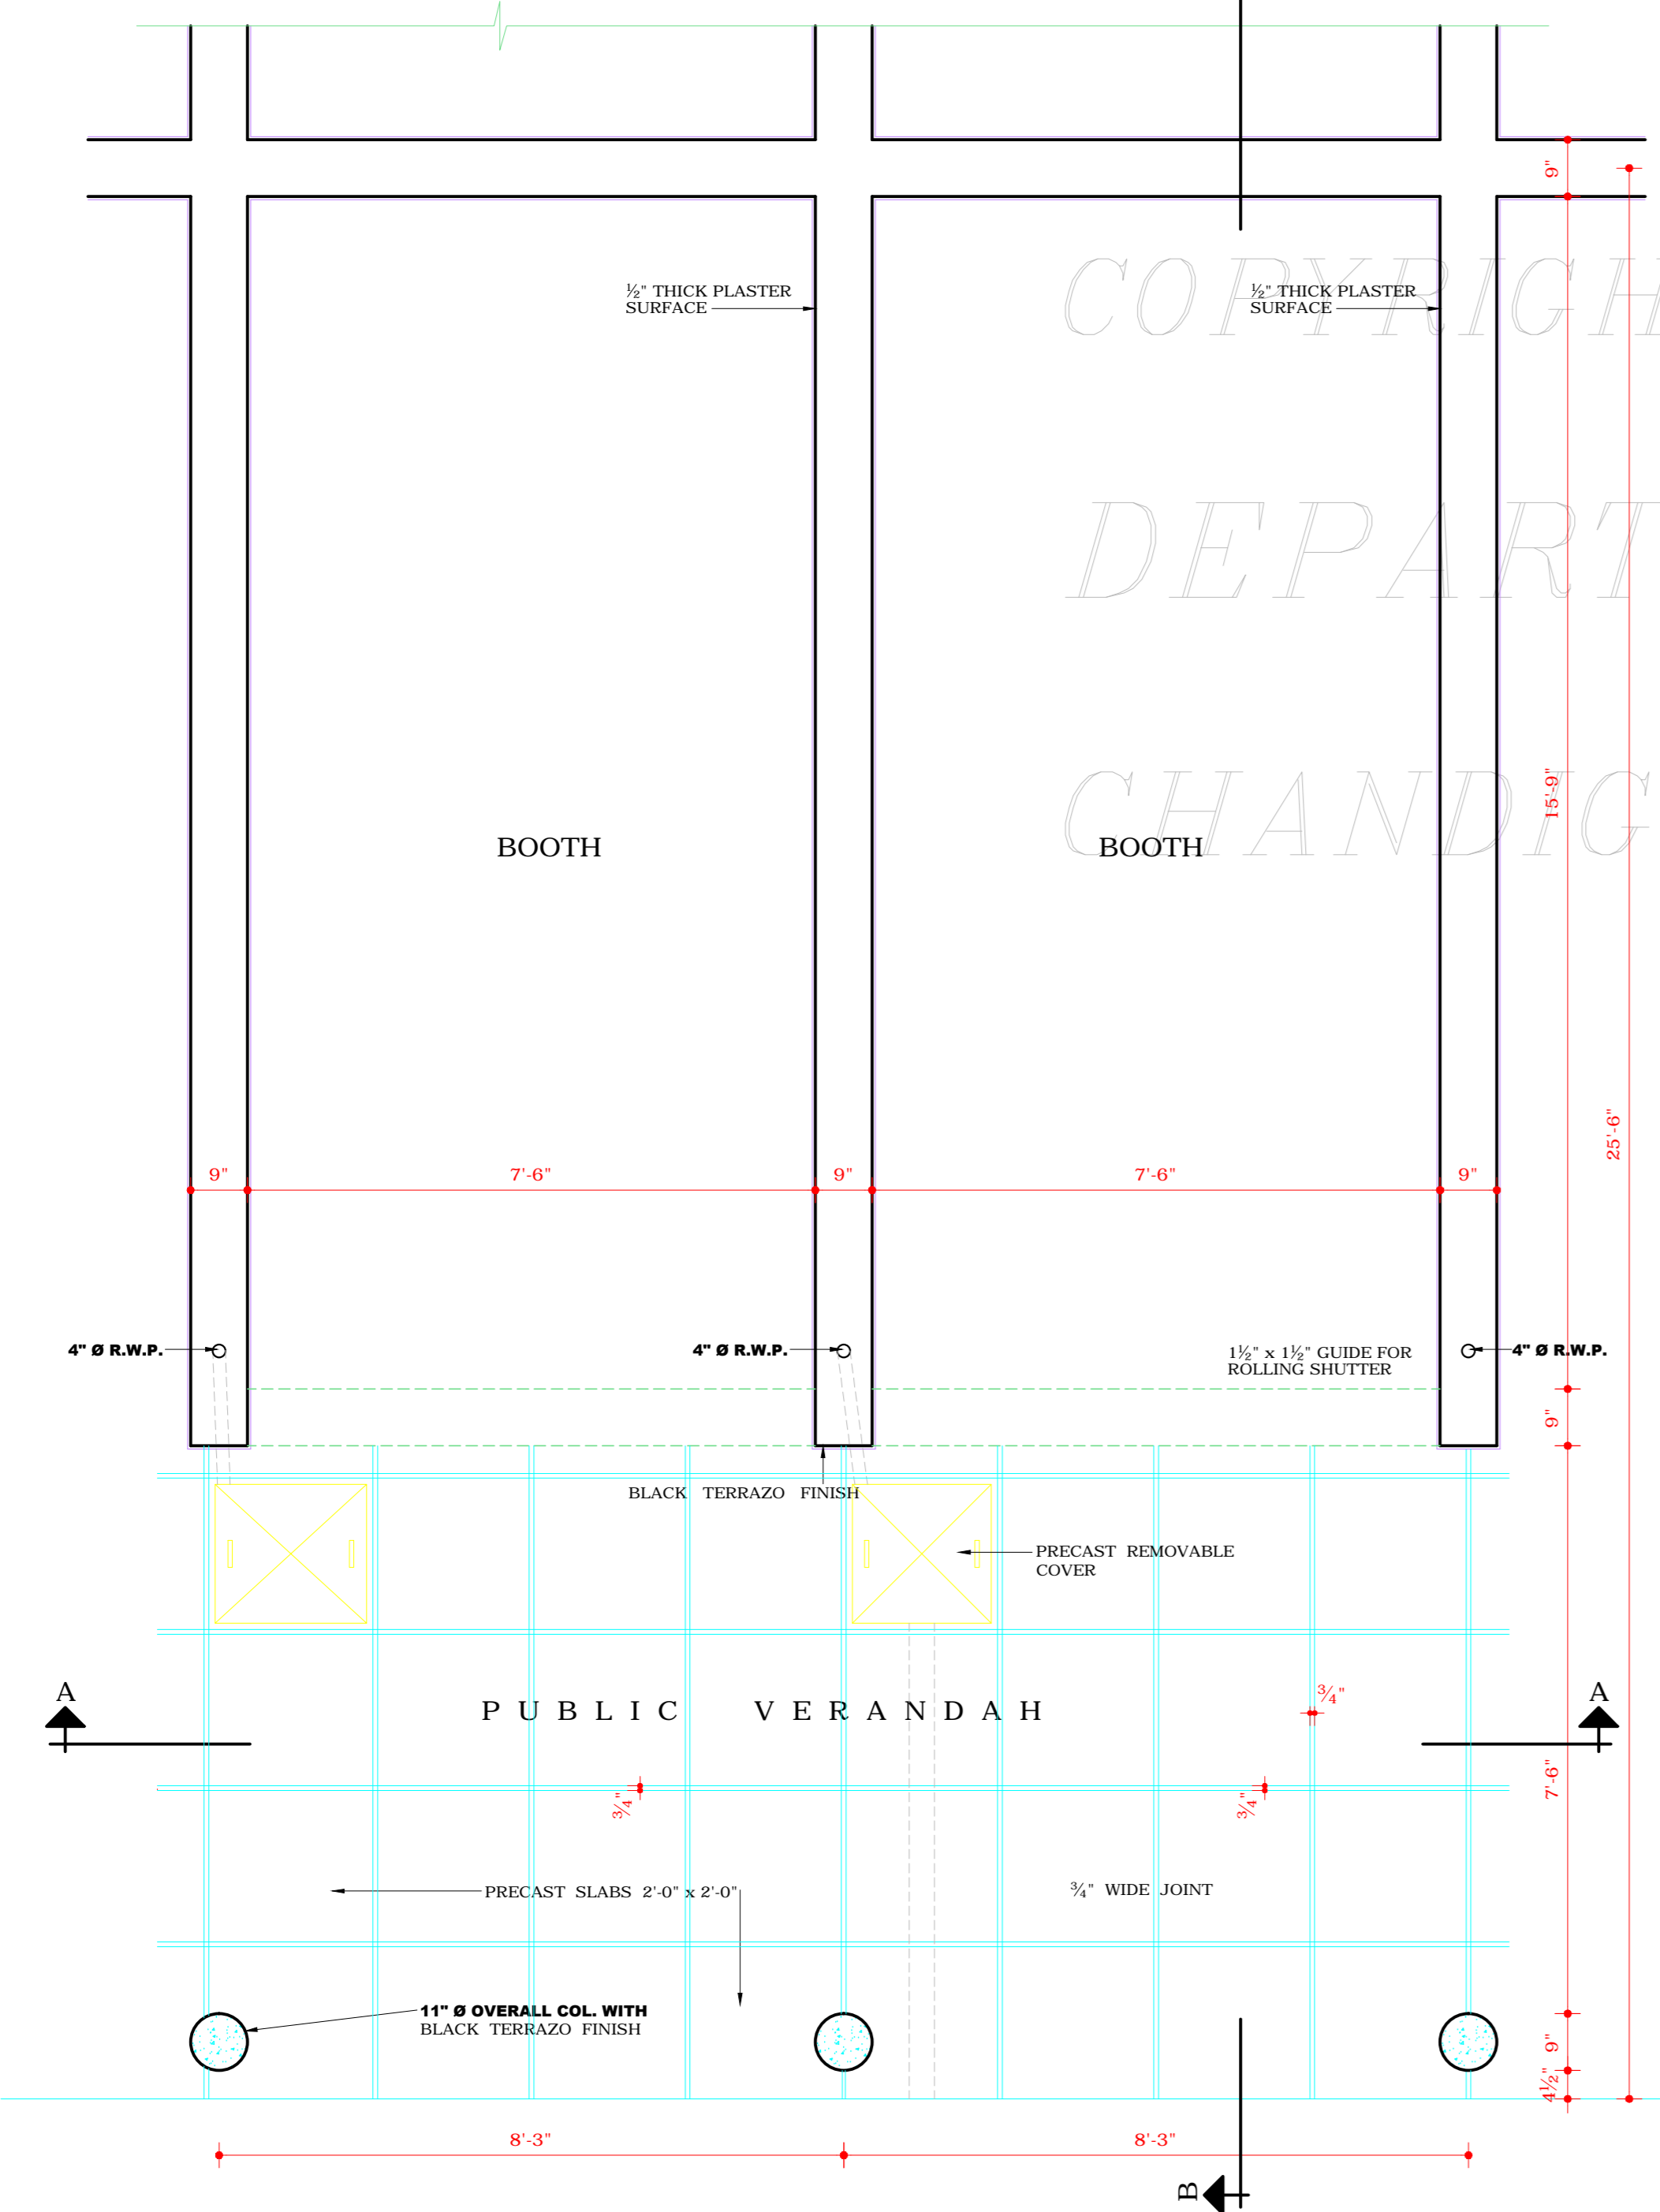 9"
½" THICK PLASTER
SURFACE
½" THICK PLASTER
SURFACE
COPYRIGH
DEPART
CHANDIG
15'-9"
BOOTH
BOOTH
25'-6"
9"
7'-6"
9"
7'-6"
9"
4" Ø R.W.P.
4" Ø R.W.P.
1½" x 1½" GUIDE FOR
ROLLING SHUTTER
4" Ø R.W.P.
9"
BLACK TERRAZO FINISH
PRECAST REMOVABLE
COVER
A
A
¾"
PUBLIC VERANDAH
7'-6"
¾"
¾"
PRECAST SLABS 2'-0" x 2'-0"
¾" WIDE JOINT
11" Ø OVERALL COL. WITH
BLACK TERRAZO FINISH
9"
4½"
8'-3"
8'-3"
B